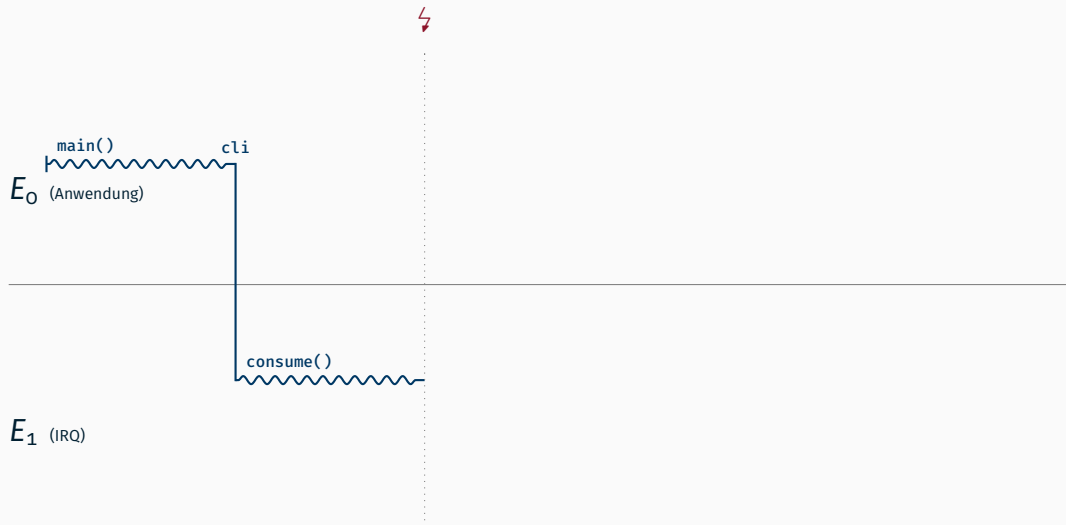 main()
cli
E₀ (Anwendung)
consume()
E₁ (IRQ)